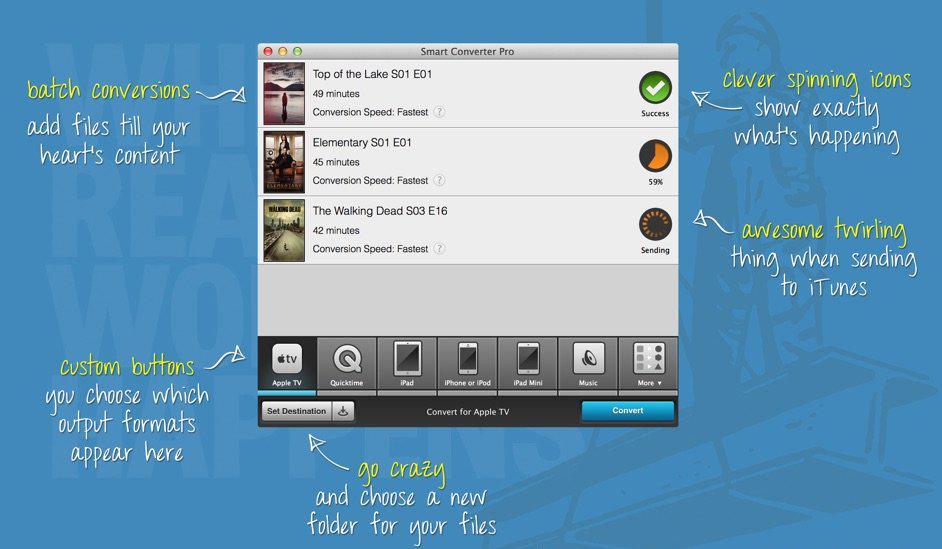 Smart Converter Pro
batch conversions
add files till your
heart's content
Top of the Lake S01 E01
49 minutes
Conversion Speed: Fastest ?
Success
clever spinning icons
show exactly
what's happening
Elementary S01 E01
45 minutes
Conversion Speed: Fastest ?
59%
ELEMENTARY
The Walking Dead S03 E16
42 minutes
Conversion Speed: Fastest ?
Sending
WALKING DEAD
awesome twirling
thing when sending
to iTunes
custom buttons
you choose which
output formats
appear here
tv
Apple TV
Quicktime
iPad
iPhone or iPod
iPad Mini
Music
More ▾
Set Destination
Convert for Apple TV
Convert
go crazy
and choose a new
folder for your files